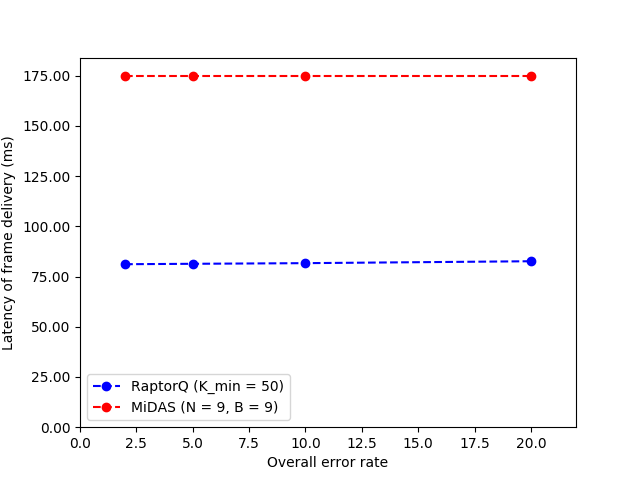 175.00
150.00
125.00
100.00
75.00
50.00
25.00
0.00
Latency of frame delivery (ms)
RaptorQ (K_min = 50)
MiDAS (N = 9, B = 9)
0.0 2.5 5.0 7.5 10.0 12.5 15.0 17.5 20.0
Overall error rate